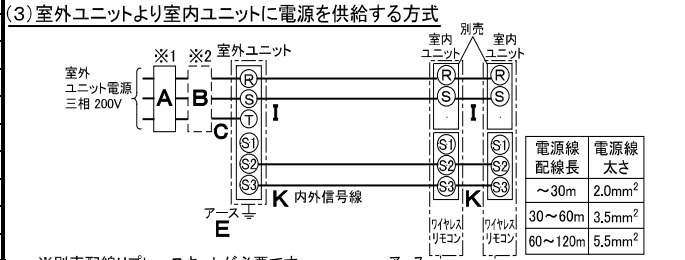 (3)室外ユニットより室内ユニットに電源を供給する方式
別売
※1 ※2 室外ユニット 室内ユニット 室内ユニット
室外ユニット電源
三相 200V
A B C
R S T S1 S2 S3
I
R S S1 S2 S3
I
R S S1 S2 S3
K 内外信号線
K
アース
E
ワイヤレスリモコン ワイヤレスリモコン
電源線配線長 電源線太さ
~30m 2.0mm²
30~60m 3.5mm²
60~120m 5.5mm²